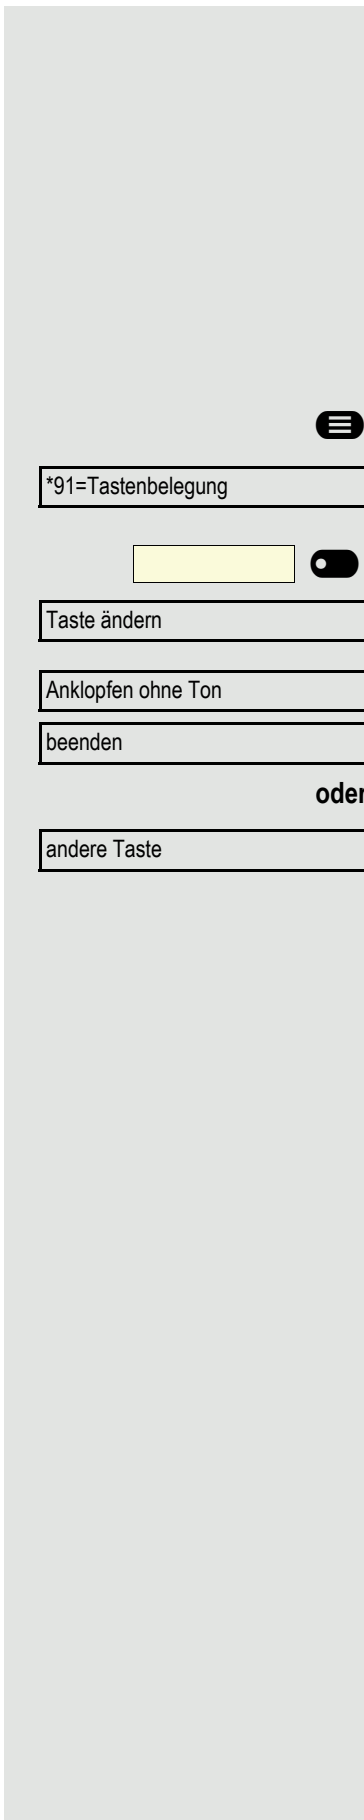 *91=Tastenbelegung
Taste ändern
Anklopfen ohne Ton
beenden
oder
andere Taste